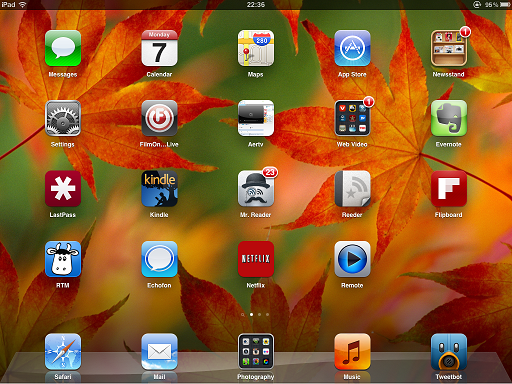 iPad 22:36 95%
Monday
7
280
1
Messages Calendar Maps App Store Newsstand
1
Settings FilmOn...Live Aertv Web Video Evernote
kindle
23
LastPass Kindle Mr. Reader Reeder Flipboard
NETFLIX
RTM Echofon Netflix Remote
Safari Mail Photography Music Tweetbot